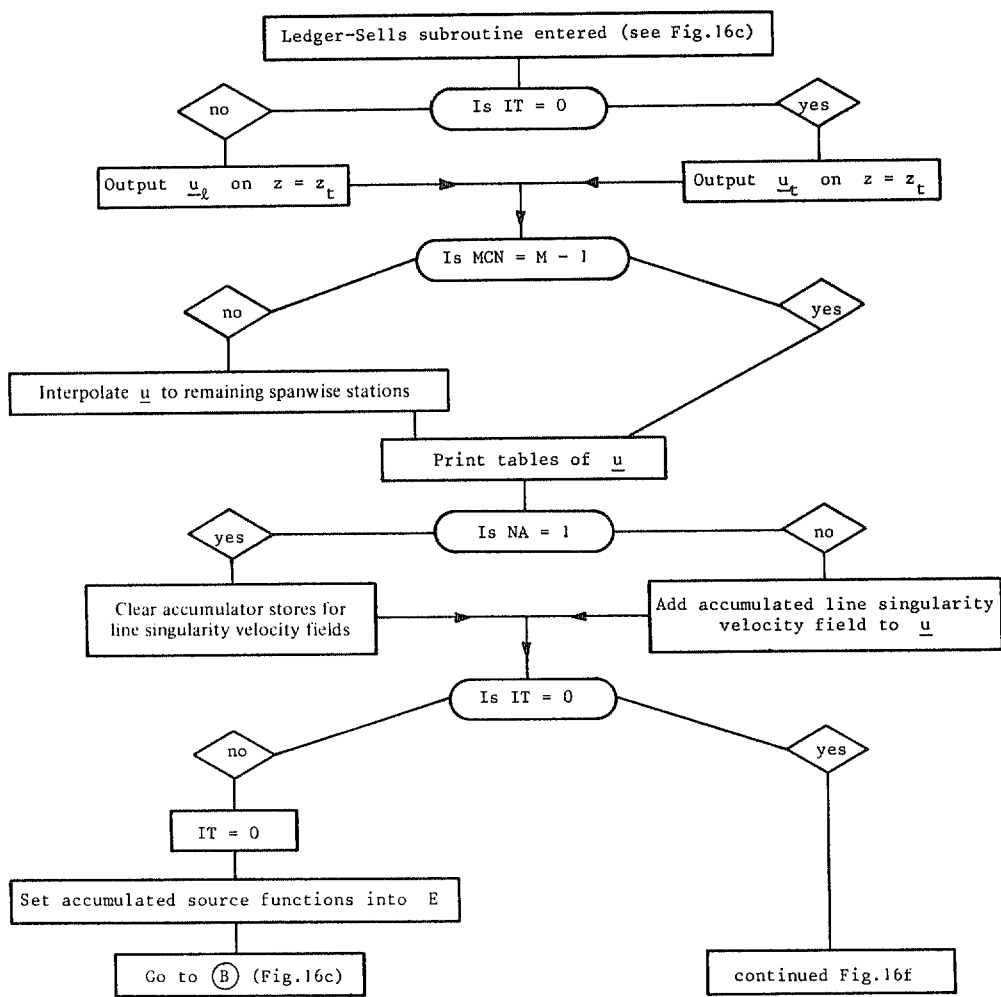 Ledger-Sells subroutine entered (see Fig.16c)
Is IT = 0
no
yes
Output u_ℓ on z = z_t
Output u_t on z = z_t
Is MCN = M - 1
no
yes
Interpolate u to remaining spanwise stations
Print tables of u
Is NA = 1
yes
no
Clear accumulator stores for
line singularity velocity fields
Add accumulated line singularity
velocity field to u
Is IT = 0
no
yes
IT = 0
Set accumulated source functions into E
Go to B (Fig.16c)
continued Fig.16f